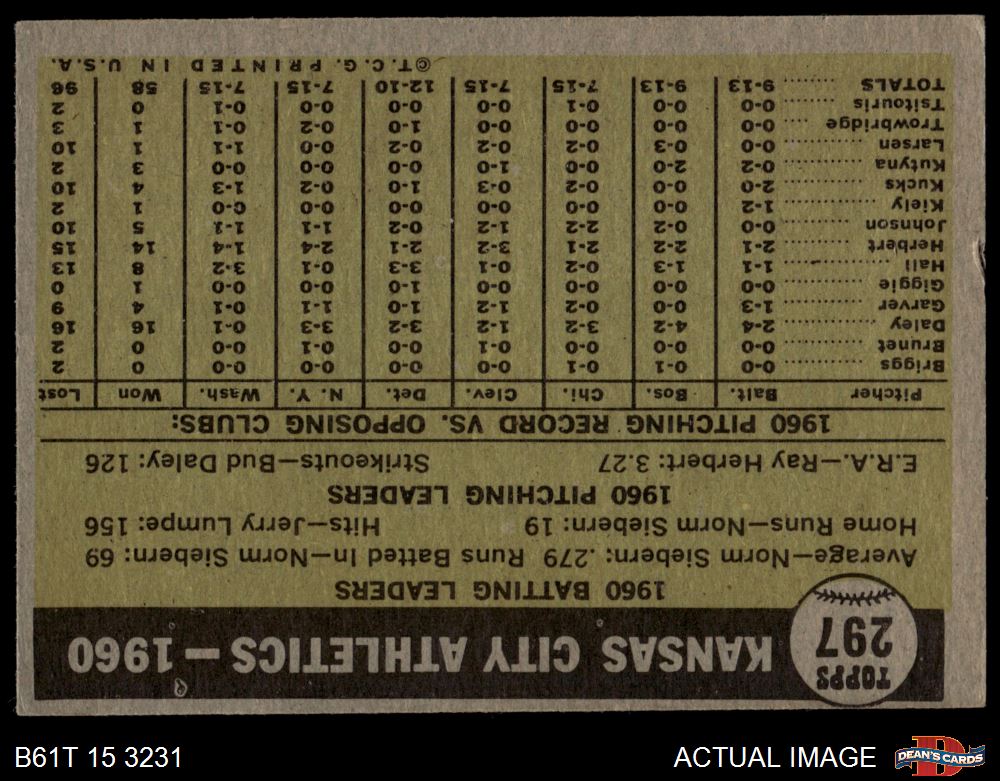 TOPPS
297
KANSAS CITY ATHLETICS—1960
1960 BATTING LEADERS
Average—Norm Siebern: .279 Runs Batted In—Norm Siebern: 69
Home Runs—Norm Siebern: 19 Hits—Jerry Lumpe: 156
1960 PITCHING LEADERS
E.R.A.—Ray Herbert: 3.27 Strikeouts—Bud Daley: 126
1960 PITCHING RECORD VS. OPPOSING CLUBS:
Pitcher Balt. Bos. Chi. Clev. Det. N.Y. Wash. Won Lost
Briggs 0-0 0-1 0-1 0-0 0-0 0-0 0-0 0 2
Brunet 0-0 0-0 0-0 0-1 0-0 0-1 0-0 0 2
Daley 2-4 4-2 3-2 1-2 3-2 3-3 0-1 16 16
Garver 1-3 0-0 0-2 1-2 1-0 1-1 0-1 4 9
Giggie 0-0 0-0 0-0 0-0 1-0 0-0 0-0 1 0
Hall 1-1 1-3 0-2 0-1 3-3 0-1 3-2 8 13
Herbert 2-1 2-2 2-1 3-2 2-1 2-4 1-4 14 15
Johnson 0-0 0-2 2-2 1-2 0-2 1-1 1-1 5 10
Kiely 1-2 0-0 0-0 0-0 0-0 0-0 0-0 1 2
Kucks 2-0 0-0 0-2 0-3 1-0 0-2 1-3 4 10
Kutyna 0-2 2-0 0-0 1-0 0-0 0-0 0-0 3 2
Larsen 0-0 0-3 0-2 0-2 0-2 0-0 1-1 1 10
Trowbridge 0-0 0-0 0-0 0-0 1-0 0-2 0-1 1 3
Tsitouris 0-0 0-0 0-1 0-0 0-0 0-0 0-1 0 2
TOTALS 9-13 9-13 7-15 7-15 12-10 7-15 7-15 58 96
©T.C.G. PRINTED IN U.S.A.
B61T 15 3231
ACTUAL IMAGE
DEAN'S CARDS